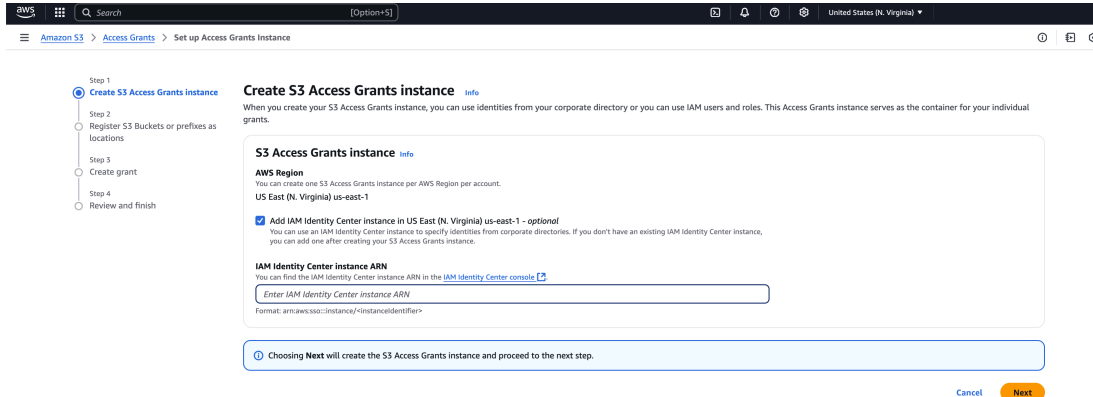 aws
Search [Option+S]
United States (N. Virginia)
Amazon S3 > Access Grants > Set up Access Grants Instance
Step 1
Create S3 Access Grants instance
Step 2
Register S3 Buckets or prefixes as
locations
Step 3
Create grant
Step 4
Review and finish
Create S3 Access Grants instance Info
When you create your S3 Access Grants instance, you can use identities from your corporate directory or you can use IAM users and roles. This Access Grants instance serves as the container for your individual
grants.
S3 Access Grants instance Info
AWS Region
You can create one S3 Access Grants instance per AWS Region per account.
US East (N. Virginia) us-east-1
Add IAM Identity Center instance in US East (N. Virginia) us-east-1 - optional
You can use an IAM Identity Center instance to specify identities from corporate directories. If you don't have an existing IAM Identity Center instance,
you can add one after creating your S3 Access Grants instance.
IAM Identity Center instance ARN
You can find the IAM Identity Center instance ARN in the IAM Identity Center console.
Enter IAM Identity Center instance ARN
Format: arn:aws:sso:::instance/<instanceIdentifier>
Choosing Next will create the S3 Access Grants instance and proceed to the next step.
Cancel Next